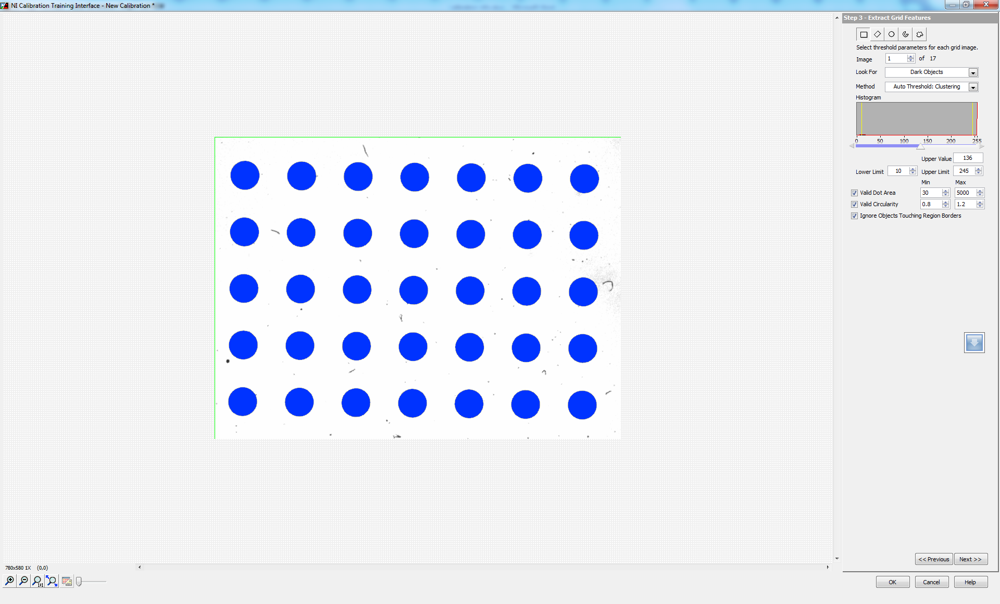 NI Calibration Training Interface - New Calibration *
Step 3 - Extract Grid Features
Select threshold parameters for each grid image.
Image 1 of 17
Look For Dark Objects
Method Auto Threshold: Clustering
Histogram
0 50 100 150 200 255
Upper Value 136
Lower Limit 10 Upper Limit 245
Min Max
Valid Dot Area 30 5000
Valid Circularity 0.8 1.2
Ignore Objects Touching Region Borders
<< Previous Next >>
780x580 1X (0,0)
1:1
OK Cancel Help